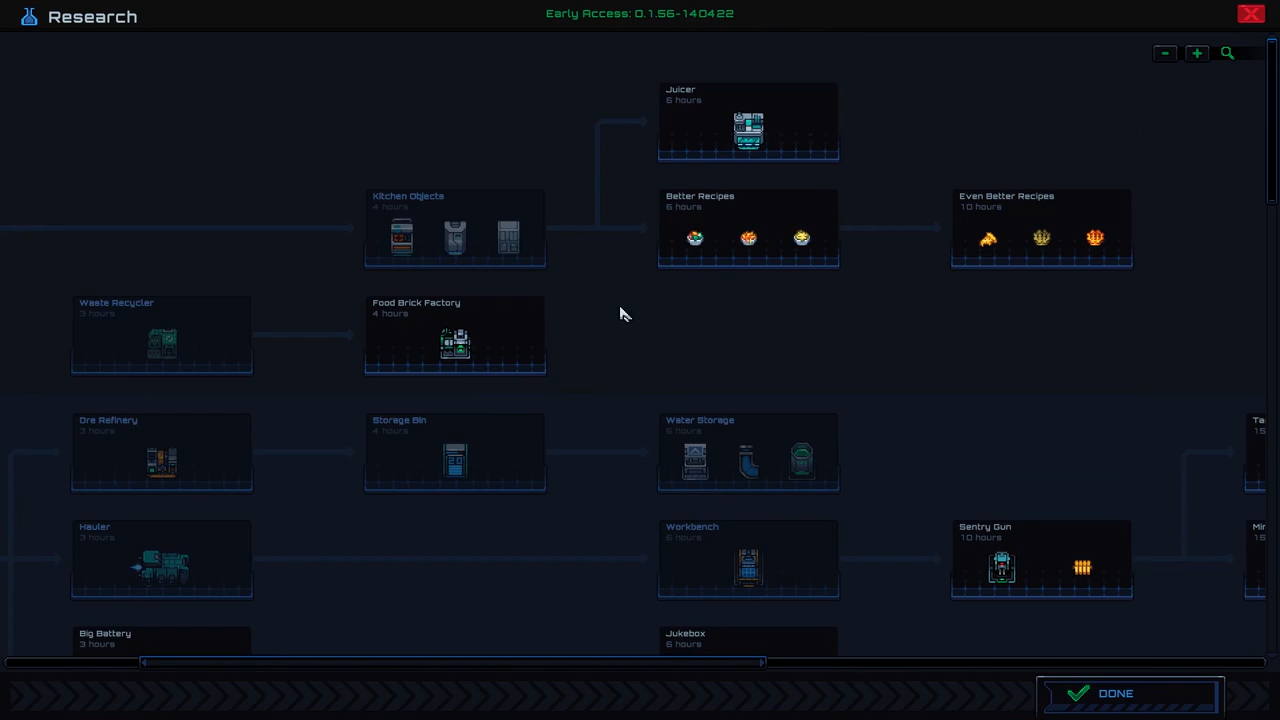 Research
Early Access: 0.1.56-140422
Juicer
6 hours
Kitchen Objects
4 hours
Better Recipes
6 hours
Even Better Recipes
10 hours
Waste Recycler
3 hours
Food Brick Factory
4 hours
Ore Refinery
3 hours
Storage Bin
4 hours
Water Storage
6 hours
Ta
15
Hauler
3 hours
Workbench
6 hours
Sentry Gun
10 hours
15
Big Battery
3 hours
Jukebox
6 hours
DONE